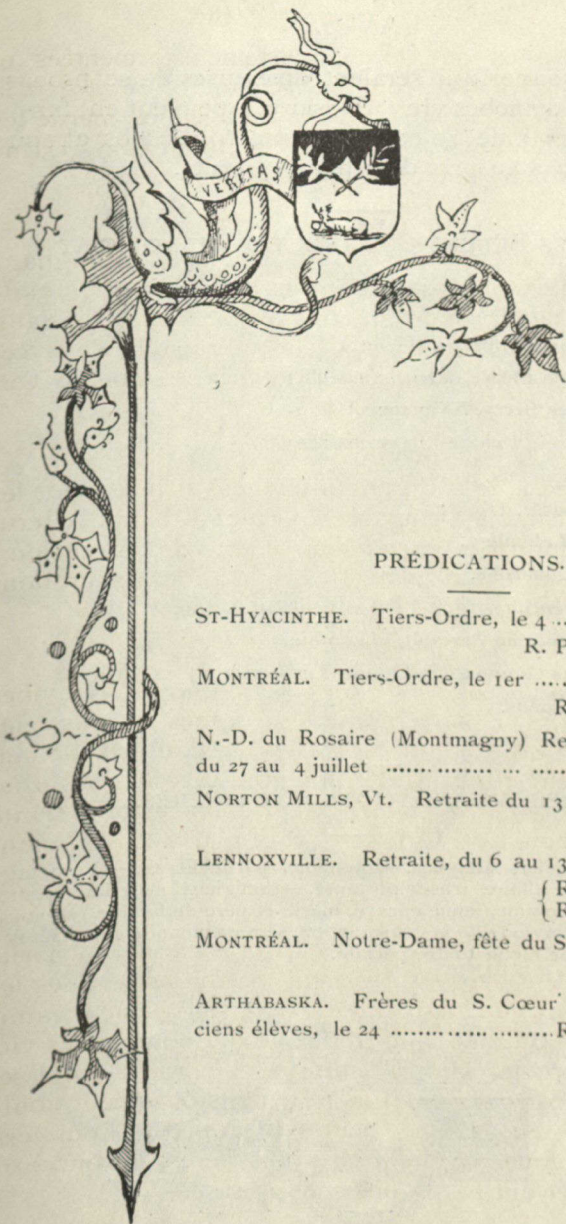 VERITAS
PRÉDICATIONS.
ST-HYACINTHE. Tiers-Ordre, le 4 ..
R. P
MONTRÉAL. Tiers-Ordre, le 1er .....
R
N.-D. du Rosaire (Montmagny) Re
du 27 au 4 juillet ....... ........ ... .....
NORTON MILLS, Vt. Retraite du 13
LENNOXVILLE. Retraite, du 6 au 13
{ R
{ R
MONTRÉAL. Notre-Dame, fête du S
ARTHABASKA. Frères du S. Cœur
ciens élèves, le 24 .......................R